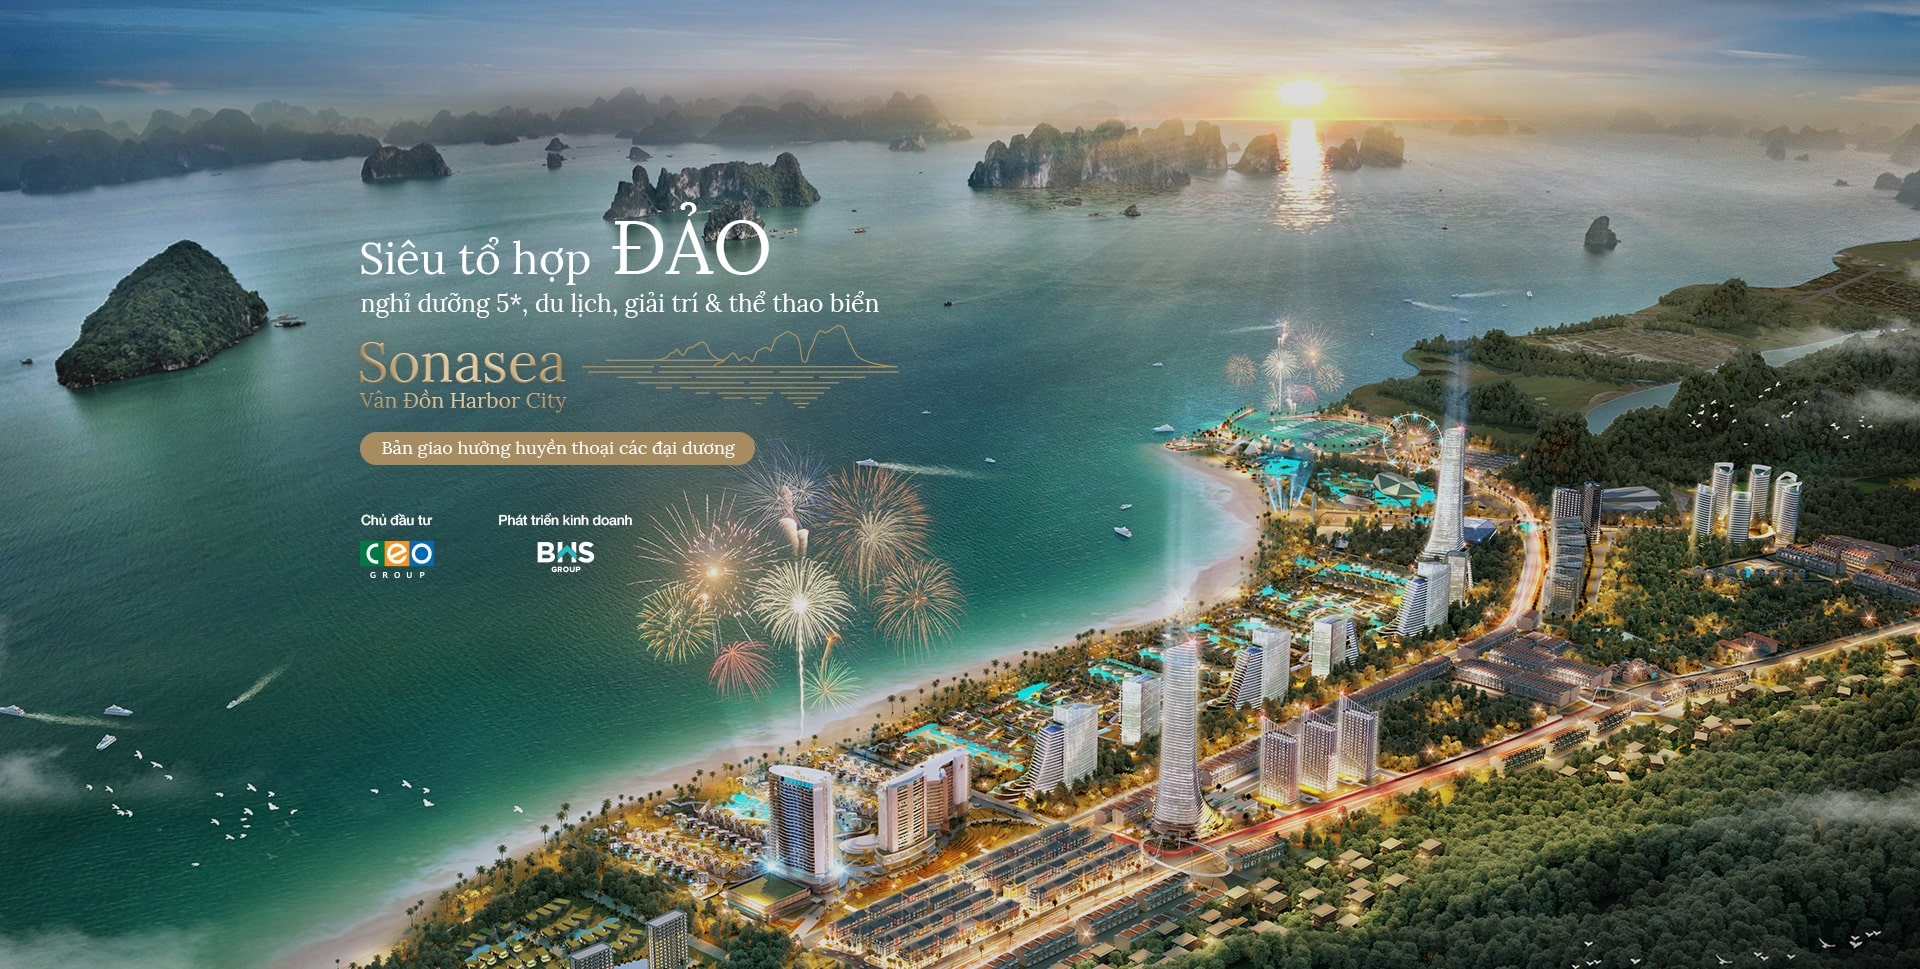 Siêu tổ hợp ĐẢO
nghỉ dưỡng 5*, du lịch, giải trí & thể thao biển
Sonasea
Vân Đồn Harbor City
Bản giao hưởng huyền thoại các đại dương
Chủ đầu tư
Phát triển kinh doanh
CEO
GROUP
BHS
GROUP